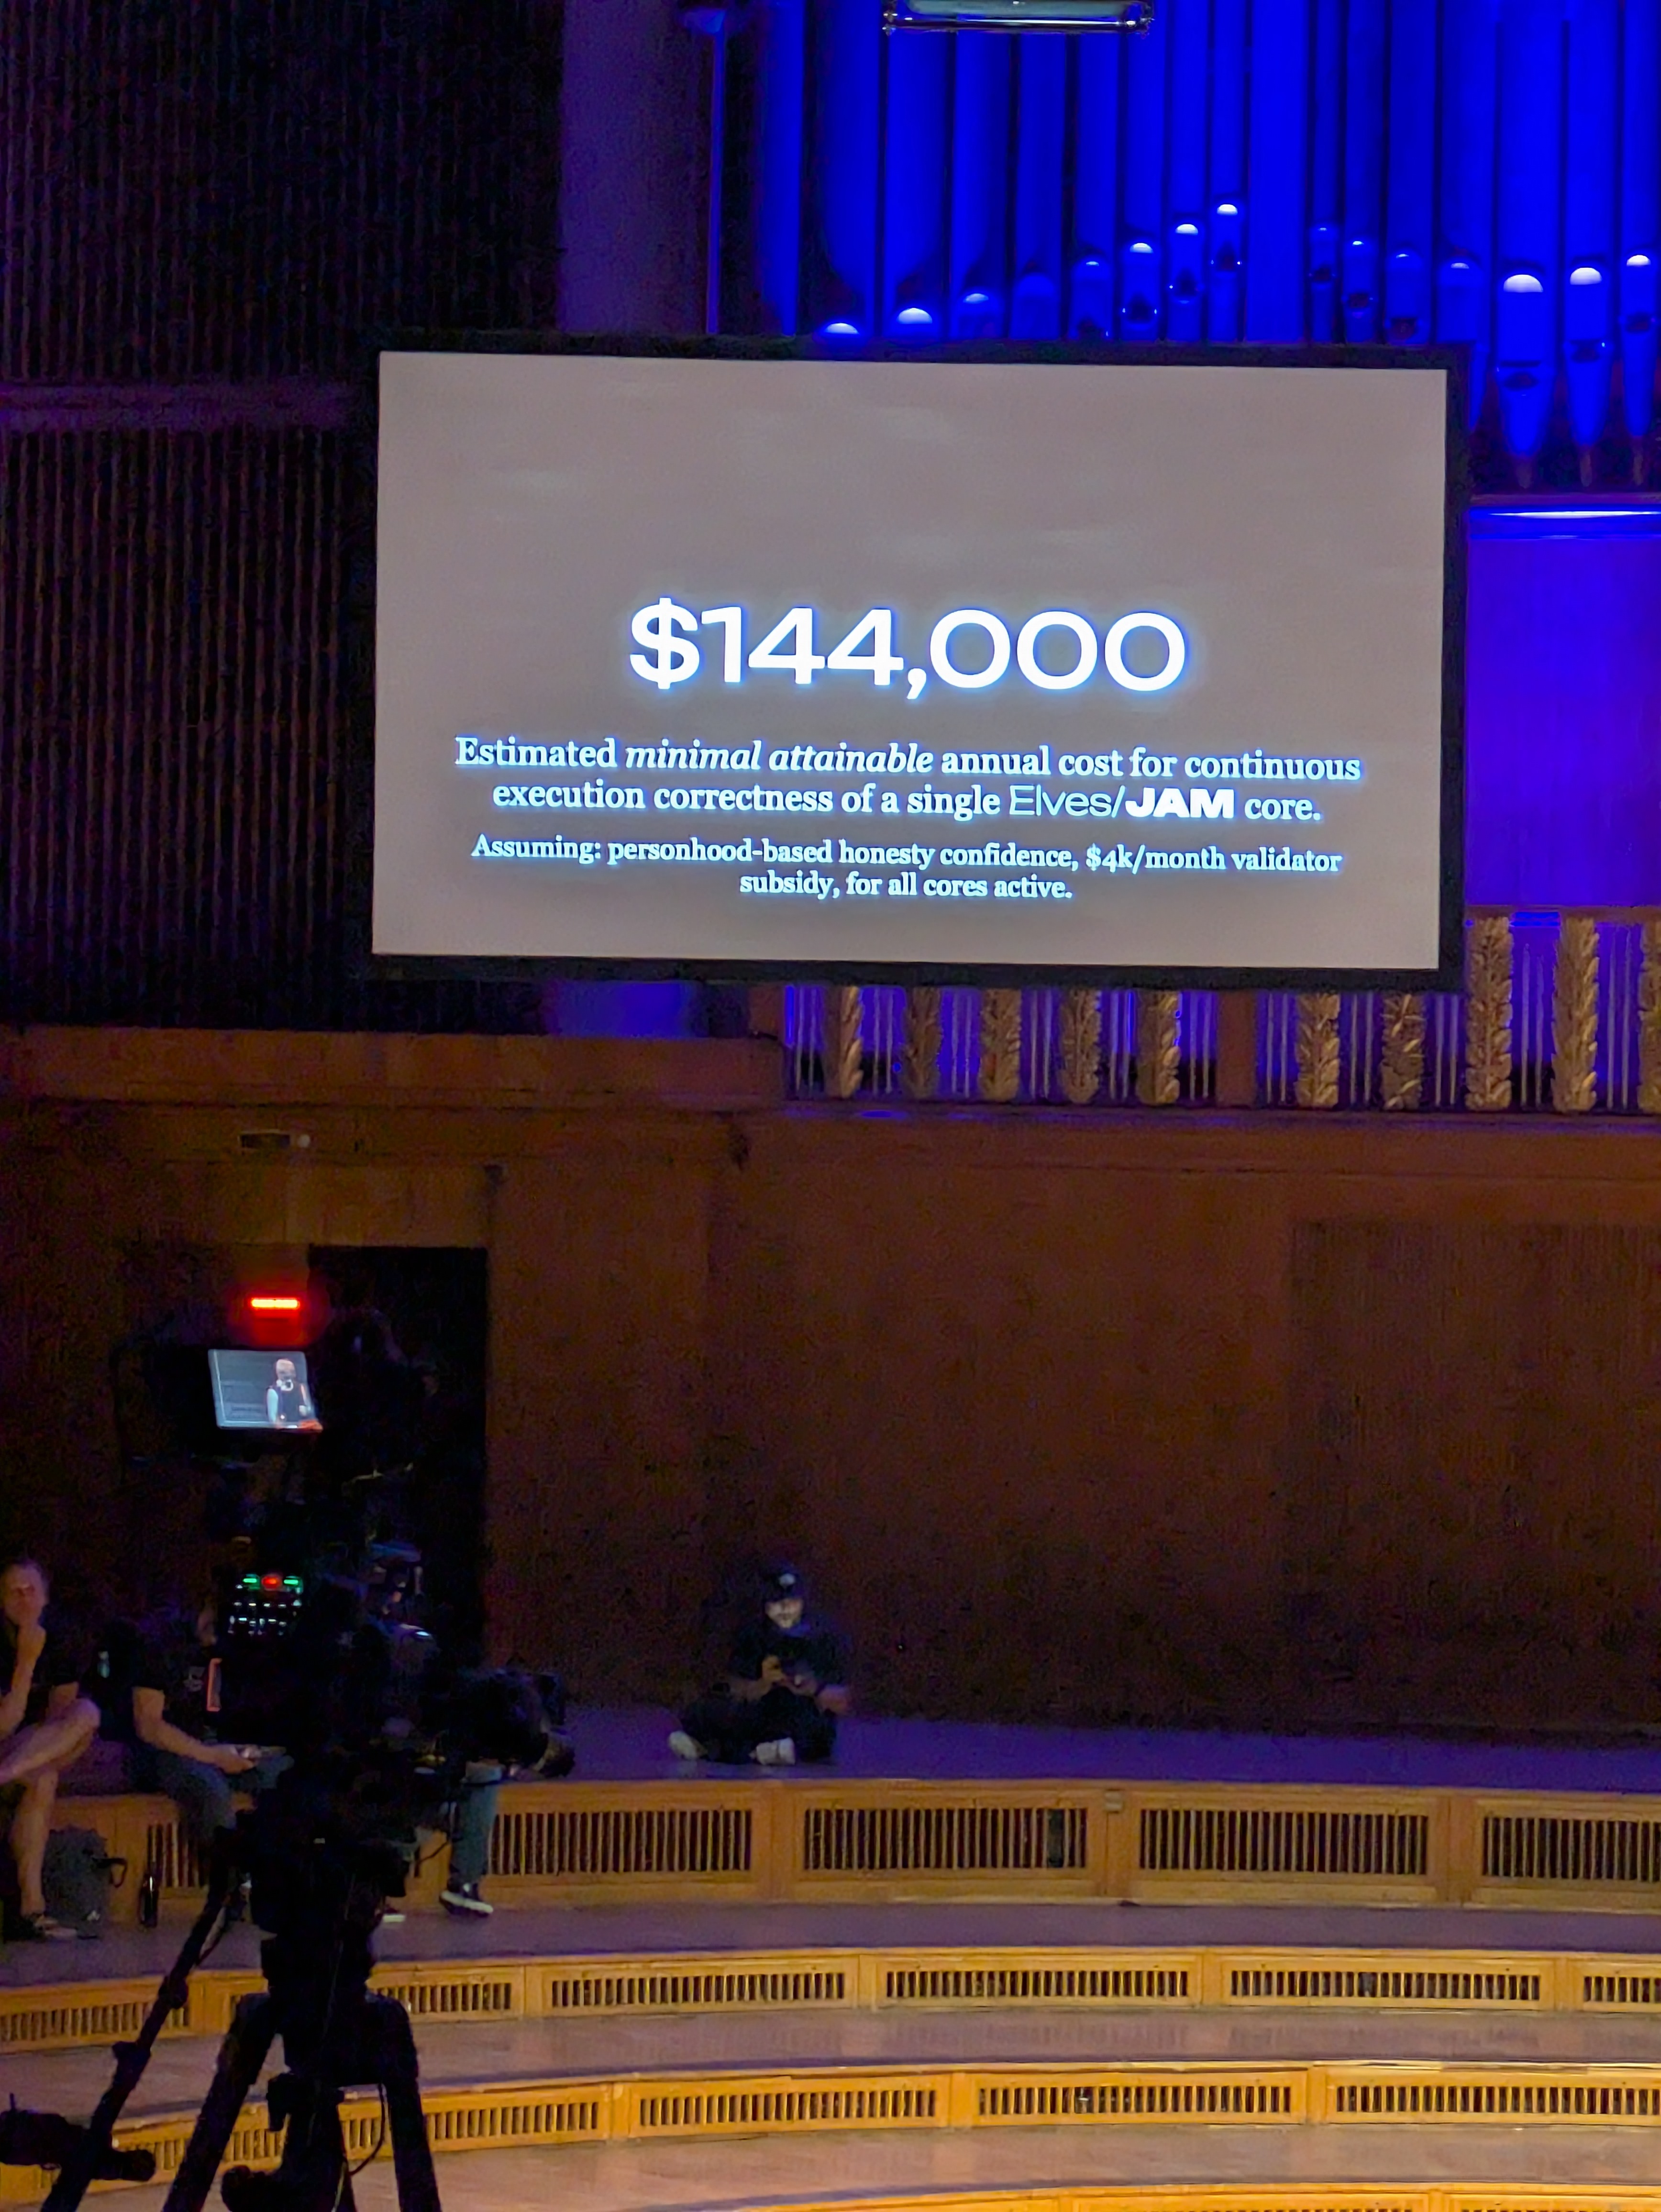 $144,000
Estimated minimal attainable annual cost for continuous
execution correctness of a single Elves/JAM core.
Assuming: personhood-based honesty confidence, $4k/month validator
subsidy, for all cores active.